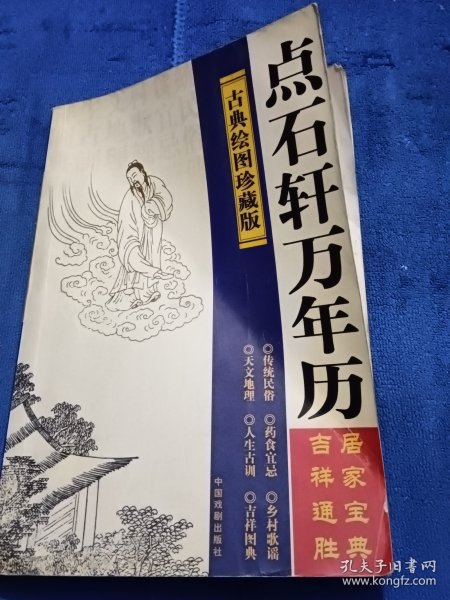 点石轩万年历
古典绘图珍藏版
◎传统民俗 ◎药食宜忌 ◎乡村歌谣
◎天文地理 ◎人生古训 ◎吉祥图典
居家宝典
吉祥通胜
中国戏剧出版社
孔夫子旧书网
www.kongfz.com